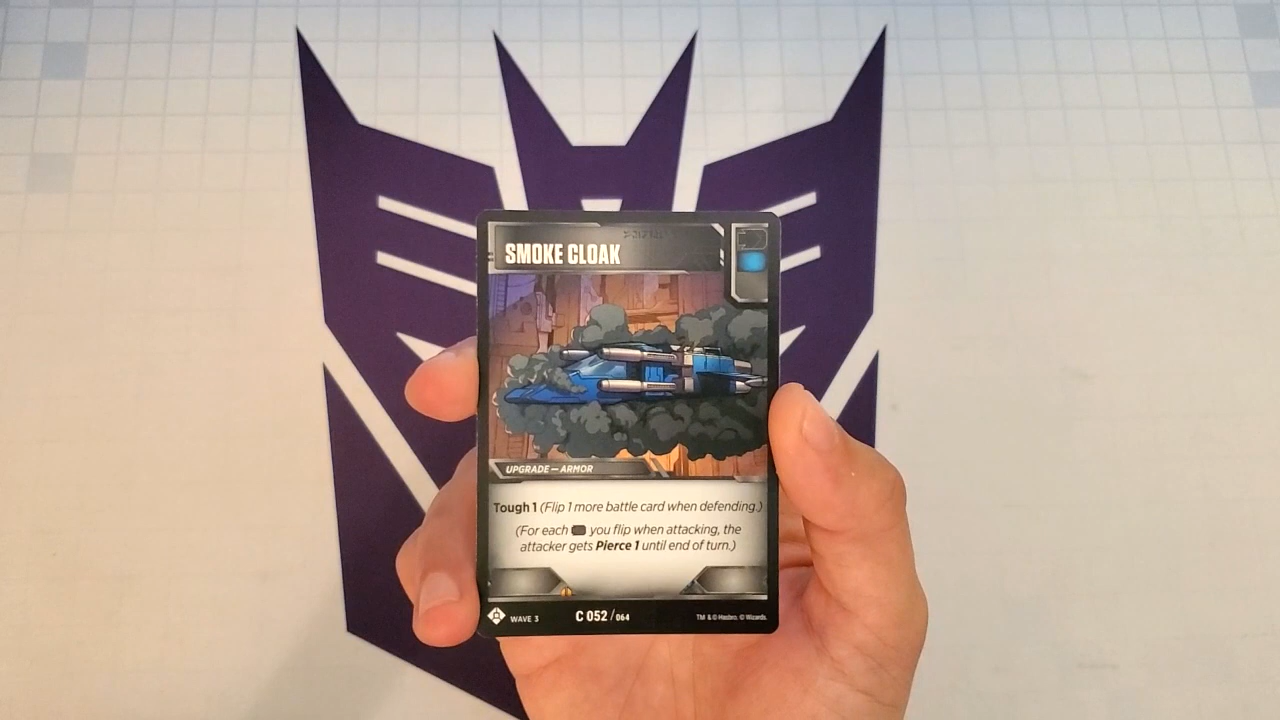 SMOKE CLOAK
UPGRADE — ARMOR
Tough 1 (Flip 1 more battle card when defending.)
(For each you flip when attacking, the
attacker gets Pierce 1 until end of turn.)
WAVE 3
C 052 / 064
TM & © Hasbro. © Wizards.